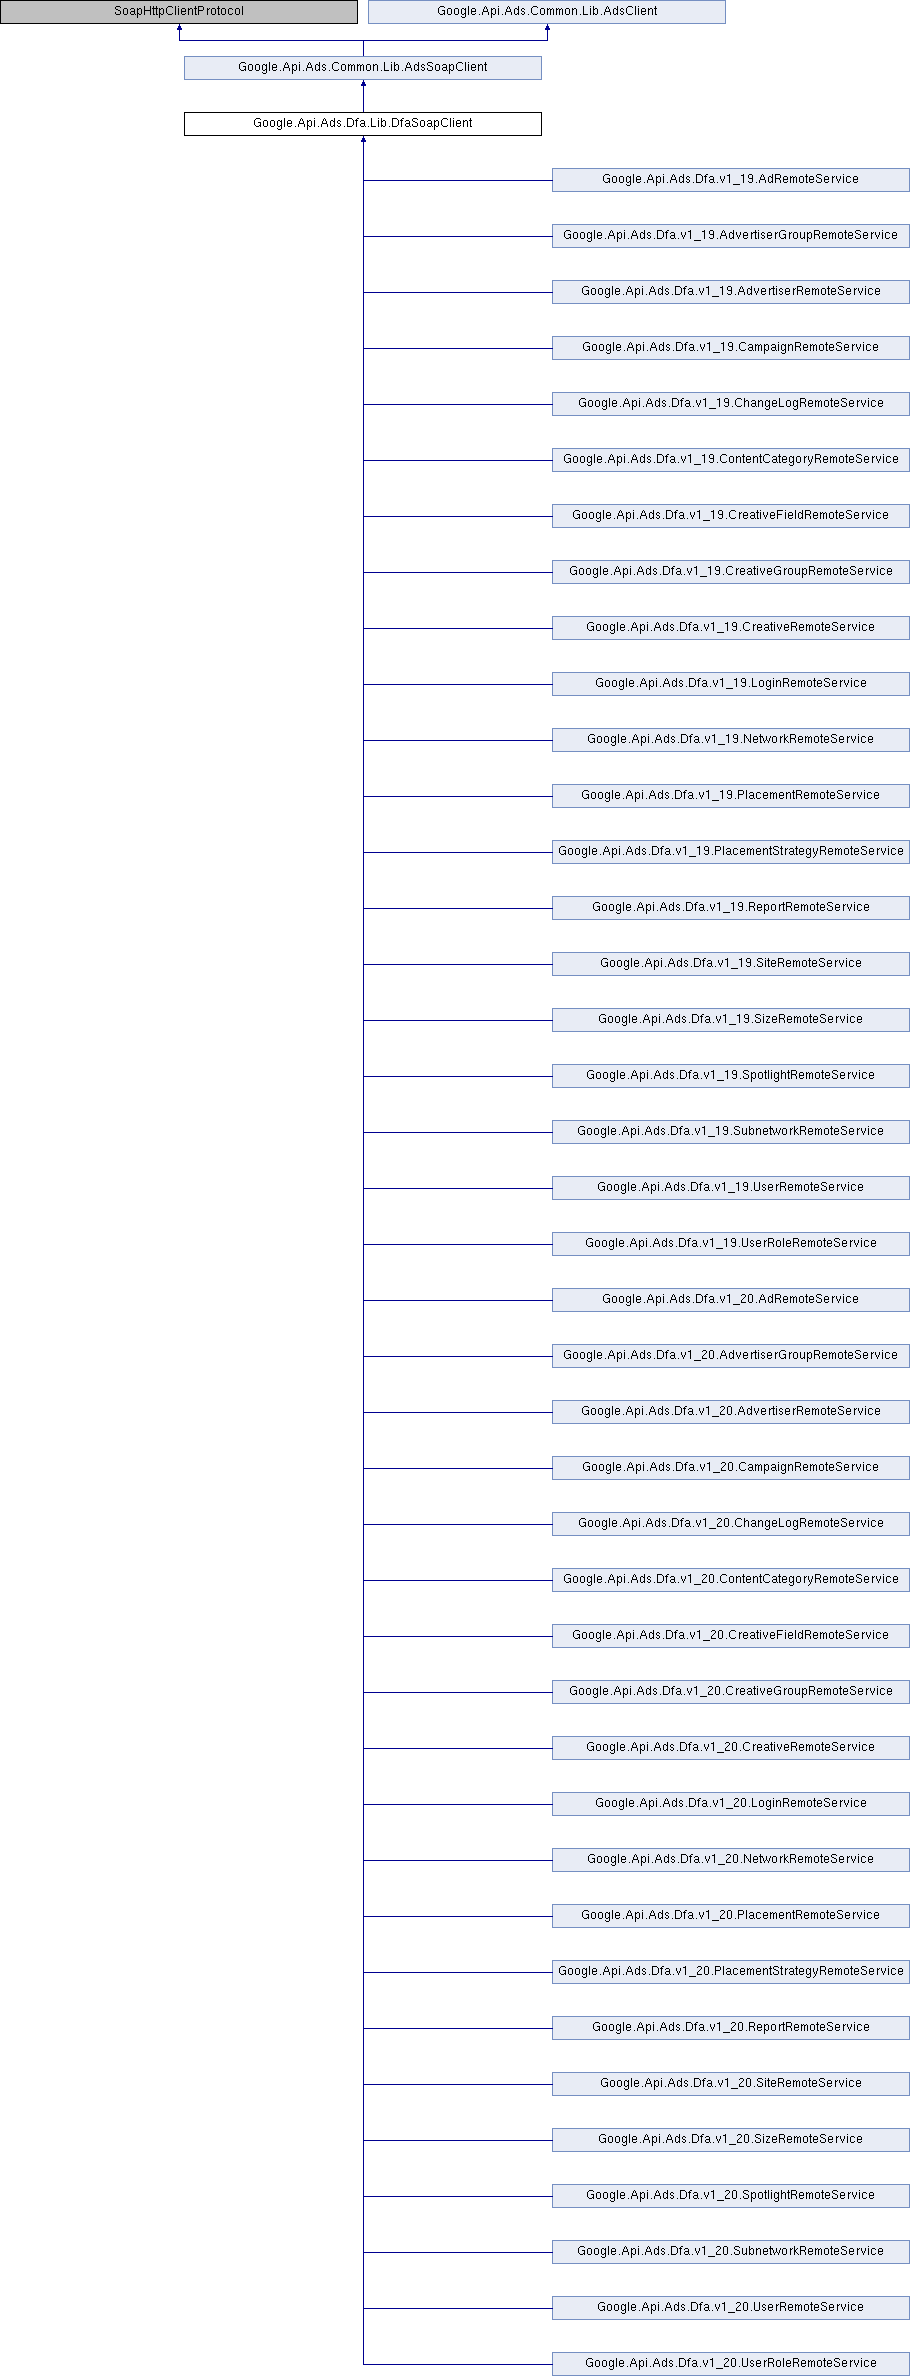 SoapHttpClientProtocol
Google.Api.Ads.Common.Lib.AdsClient
Google.Api.Ads.Common.Lib.AdsSoapClient
Google.Api.Ads.Dfa.Lib.DfaSoapClient
Google.Api.Ads.Dfa.v1_19.AdRemoteService
Google.Api.Ads.Dfa.v1_19.AdvertiserGroupRemoteService
Google.Api.Ads.Dfa.v1_19.AdvertiserRemoteService
Google.Api.Ads.Dfa.v1_19.CampaignRemoteService
Google.Api.Ads.Dfa.v1_19.ChangeLogRemoteService
Google.Api.Ads.Dfa.v1_19.ContentCategoryRemoteService
Google.Api.Ads.Dfa.v1_19.CreativeFieldRemoteService
Google.Api.Ads.Dfa.v1_19.CreativeGroupRemoteService
Google.Api.Ads.Dfa.v1_19.CreativeRemoteService
Google.Api.Ads.Dfa.v1_19.LoginRemoteService
Google.Api.Ads.Dfa.v1_19.NetworkRemoteService
Google.Api.Ads.Dfa.v1_19.PlacementRemoteService
Google.Api.Ads.Dfa.v1_19.PlacementStrategyRemoteService
Google.Api.Ads.Dfa.v1_19.ReportRemoteService
Google.Api.Ads.Dfa.v1_19.SiteRemoteService
Google.Api.Ads.Dfa.v1_19.SizeRemoteService
Google.Api.Ads.Dfa.v1_19.SpotlightRemoteService
Google.Api.Ads.Dfa.v1_19.SubnetworkRemoteService
Google.Api.Ads.Dfa.v1_19.UserRemoteService
Google.Api.Ads.Dfa.v1_19.UserRoleRemoteService
Google.Api.Ads.Dfa.v1_20.AdRemoteService
Google.Api.Ads.Dfa.v1_20.AdvertiserGroupRemoteService
Google.Api.Ads.Dfa.v1_20.AdvertiserRemoteService
Google.Api.Ads.Dfa.v1_20.CampaignRemoteService
Google.Api.Ads.Dfa.v1_20.ChangeLogRemoteService
Google.Api.Ads.Dfa.v1_20.ContentCategoryRemoteService
Google.Api.Ads.Dfa.v1_20.CreativeFieldRemoteService
Google.Api.Ads.Dfa.v1_20.CreativeGroupRemoteService
Google.Api.Ads.Dfa.v1_20.CreativeRemoteService
Google.Api.Ads.Dfa.v1_20.LoginRemoteService
Google.Api.Ads.Dfa.v1_20.NetworkRemoteService
Google.Api.Ads.Dfa.v1_20.PlacementRemoteService
Google.Api.Ads.Dfa.v1_20.PlacementStrategyRemoteService
Google.Api.Ads.Dfa.v1_20.ReportRemoteService
Google.Api.Ads.Dfa.v1_20.SiteRemoteService
Google.Api.Ads.Dfa.v1_20.SizeRemoteService
Google.Api.Ads.Dfa.v1_20.SpotlightRemoteService
Google.Api.Ads.Dfa.v1_20.SubnetworkRemoteService
Google.Api.Ads.Dfa.v1_20.UserRemoteService
Google.Api.Ads.Dfa.v1_20.UserRoleRemoteService